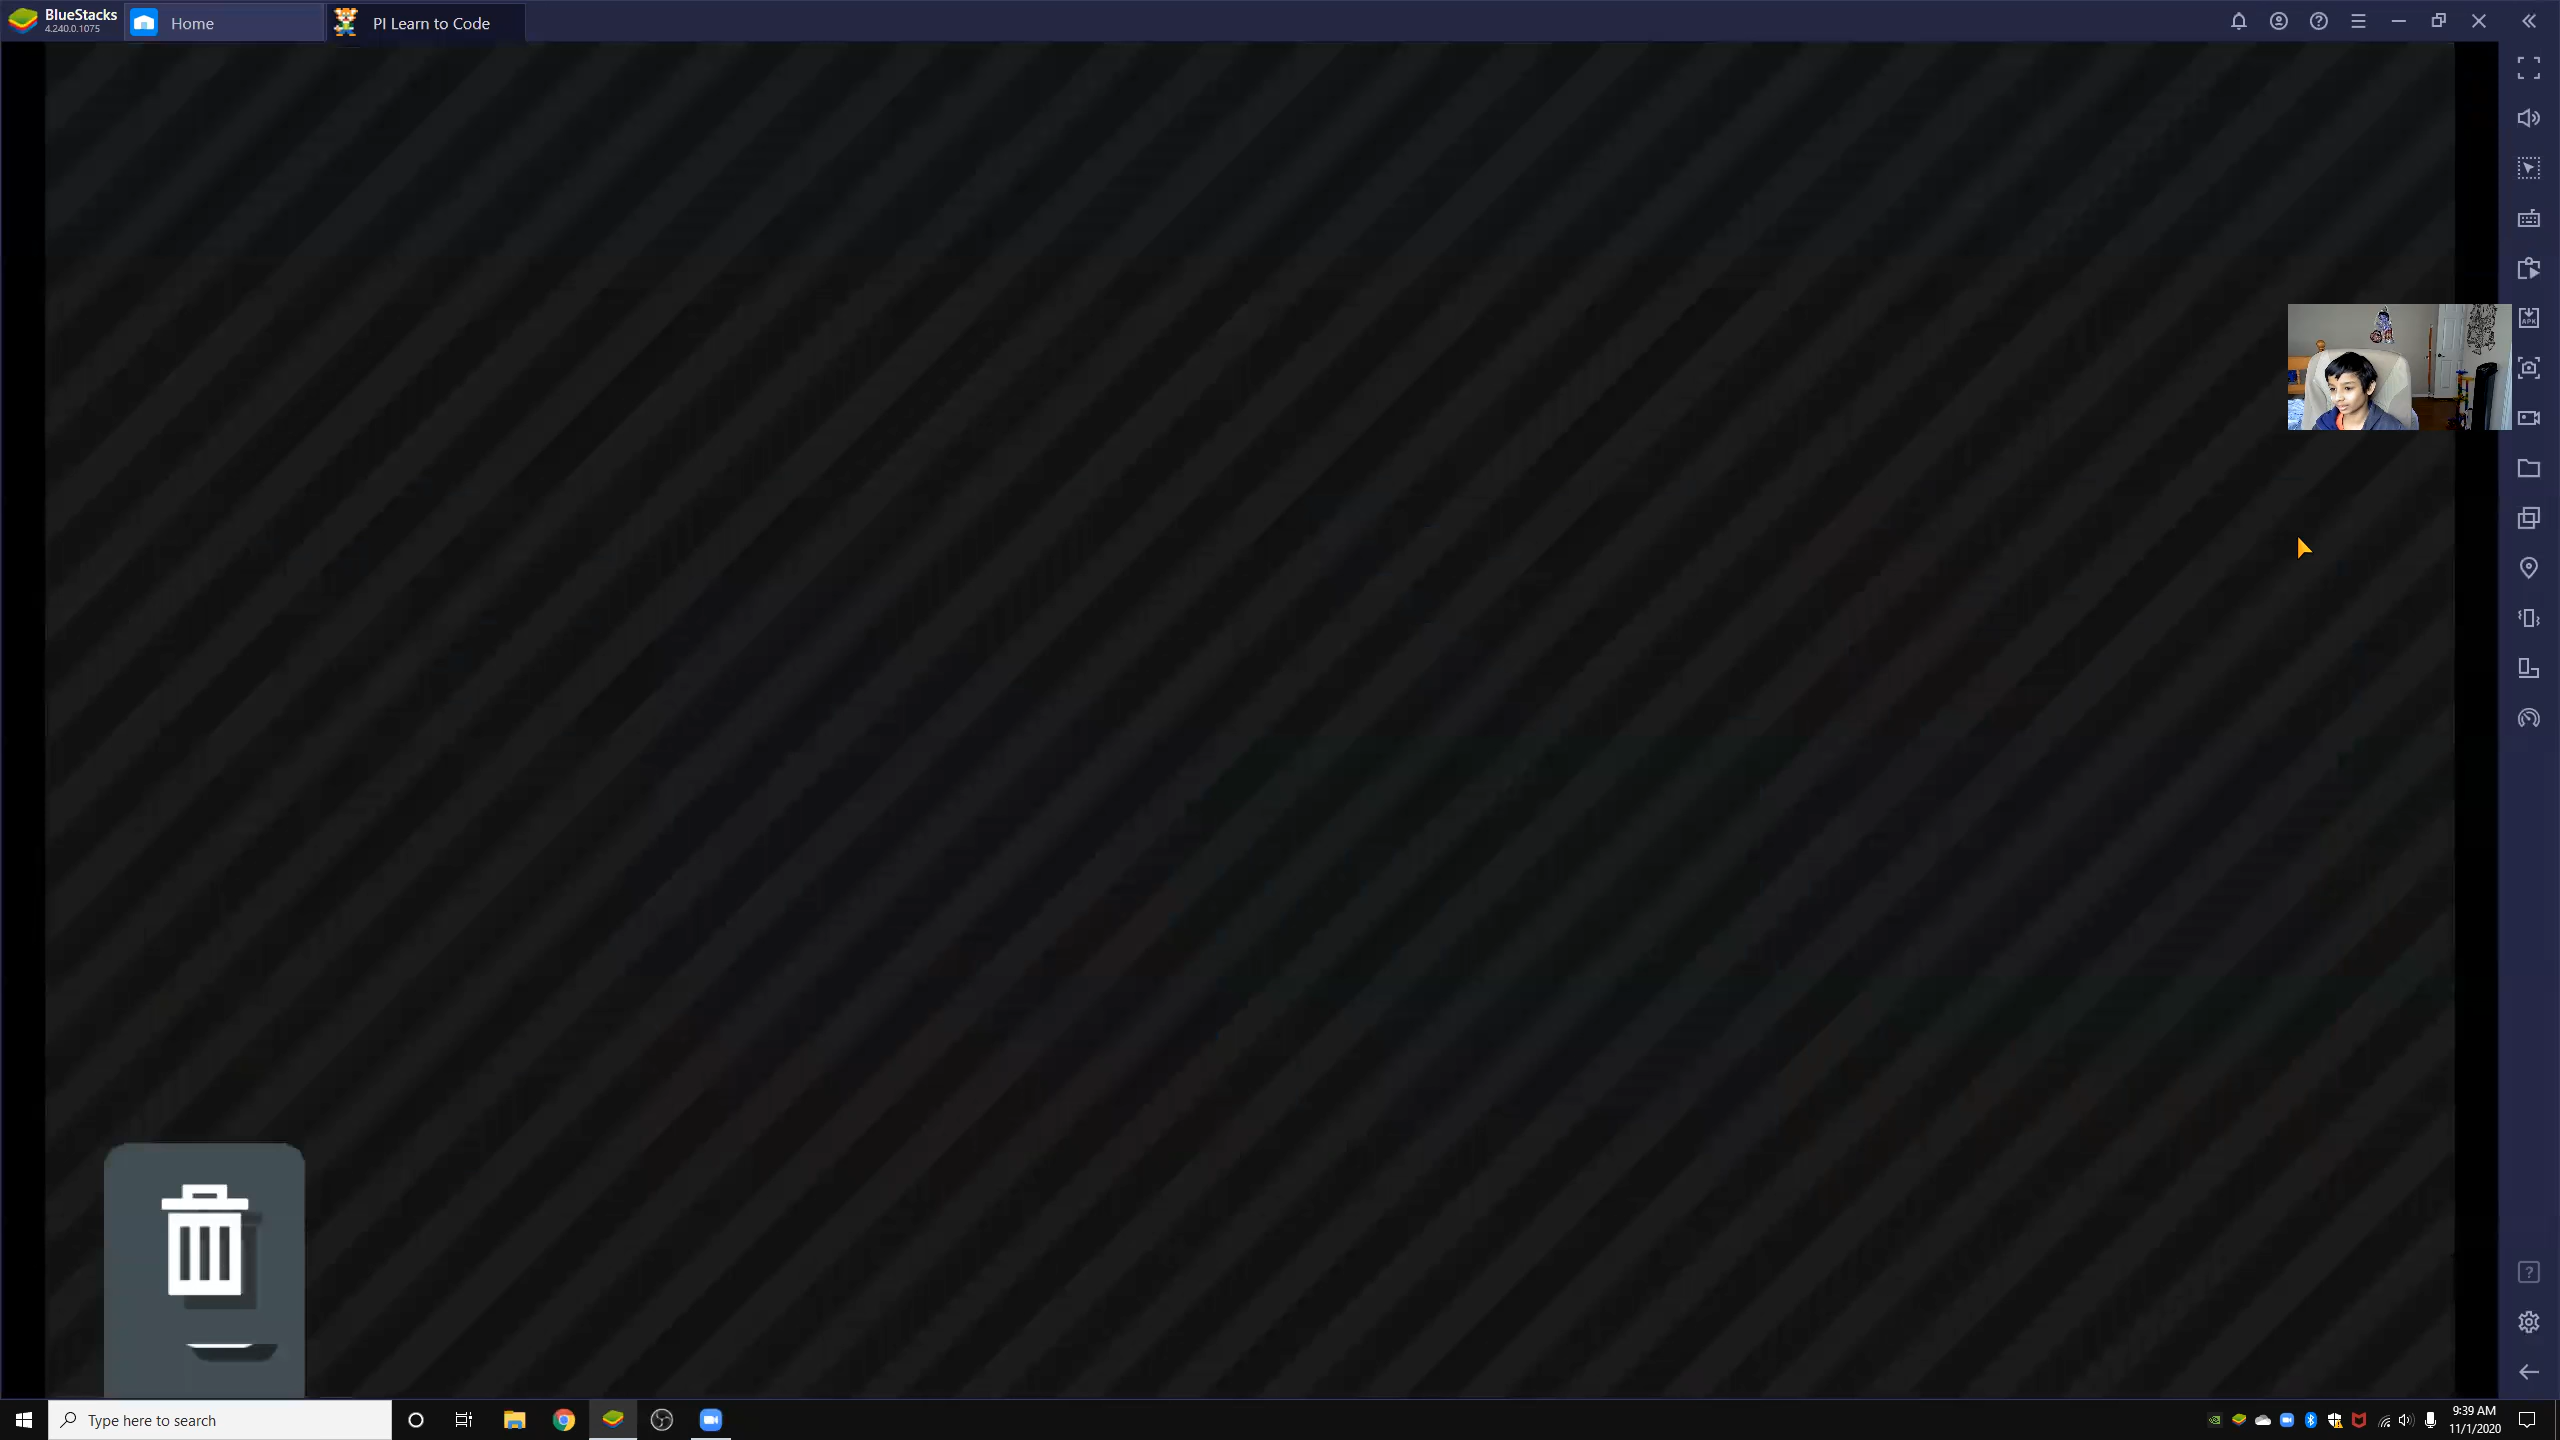 BlueStacks
4.240.0.1075
Home
PI Learn to Code
APK
Type here to search
9:39 AM
11/1/2020